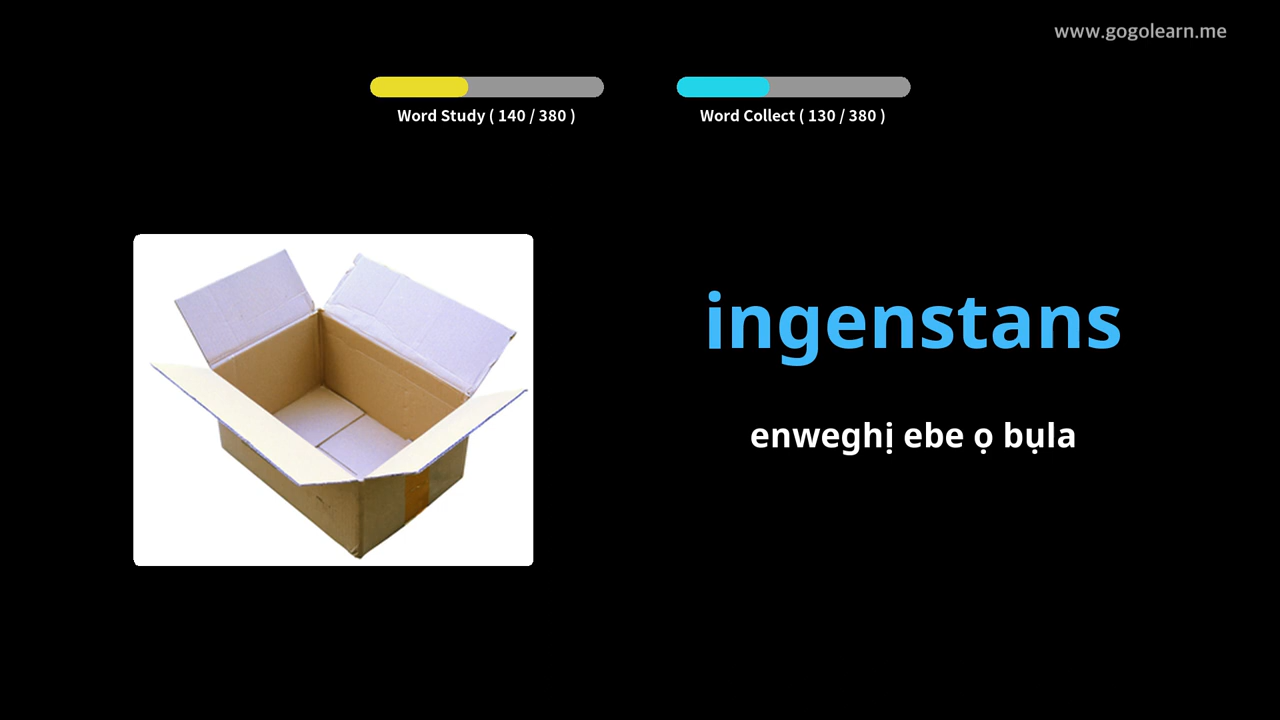 www.gogolearn.me
Word Study ( 140 / 380 )
Word Collect ( 130 / 380 )
ingenstans
enweghị ebe ọ bụla